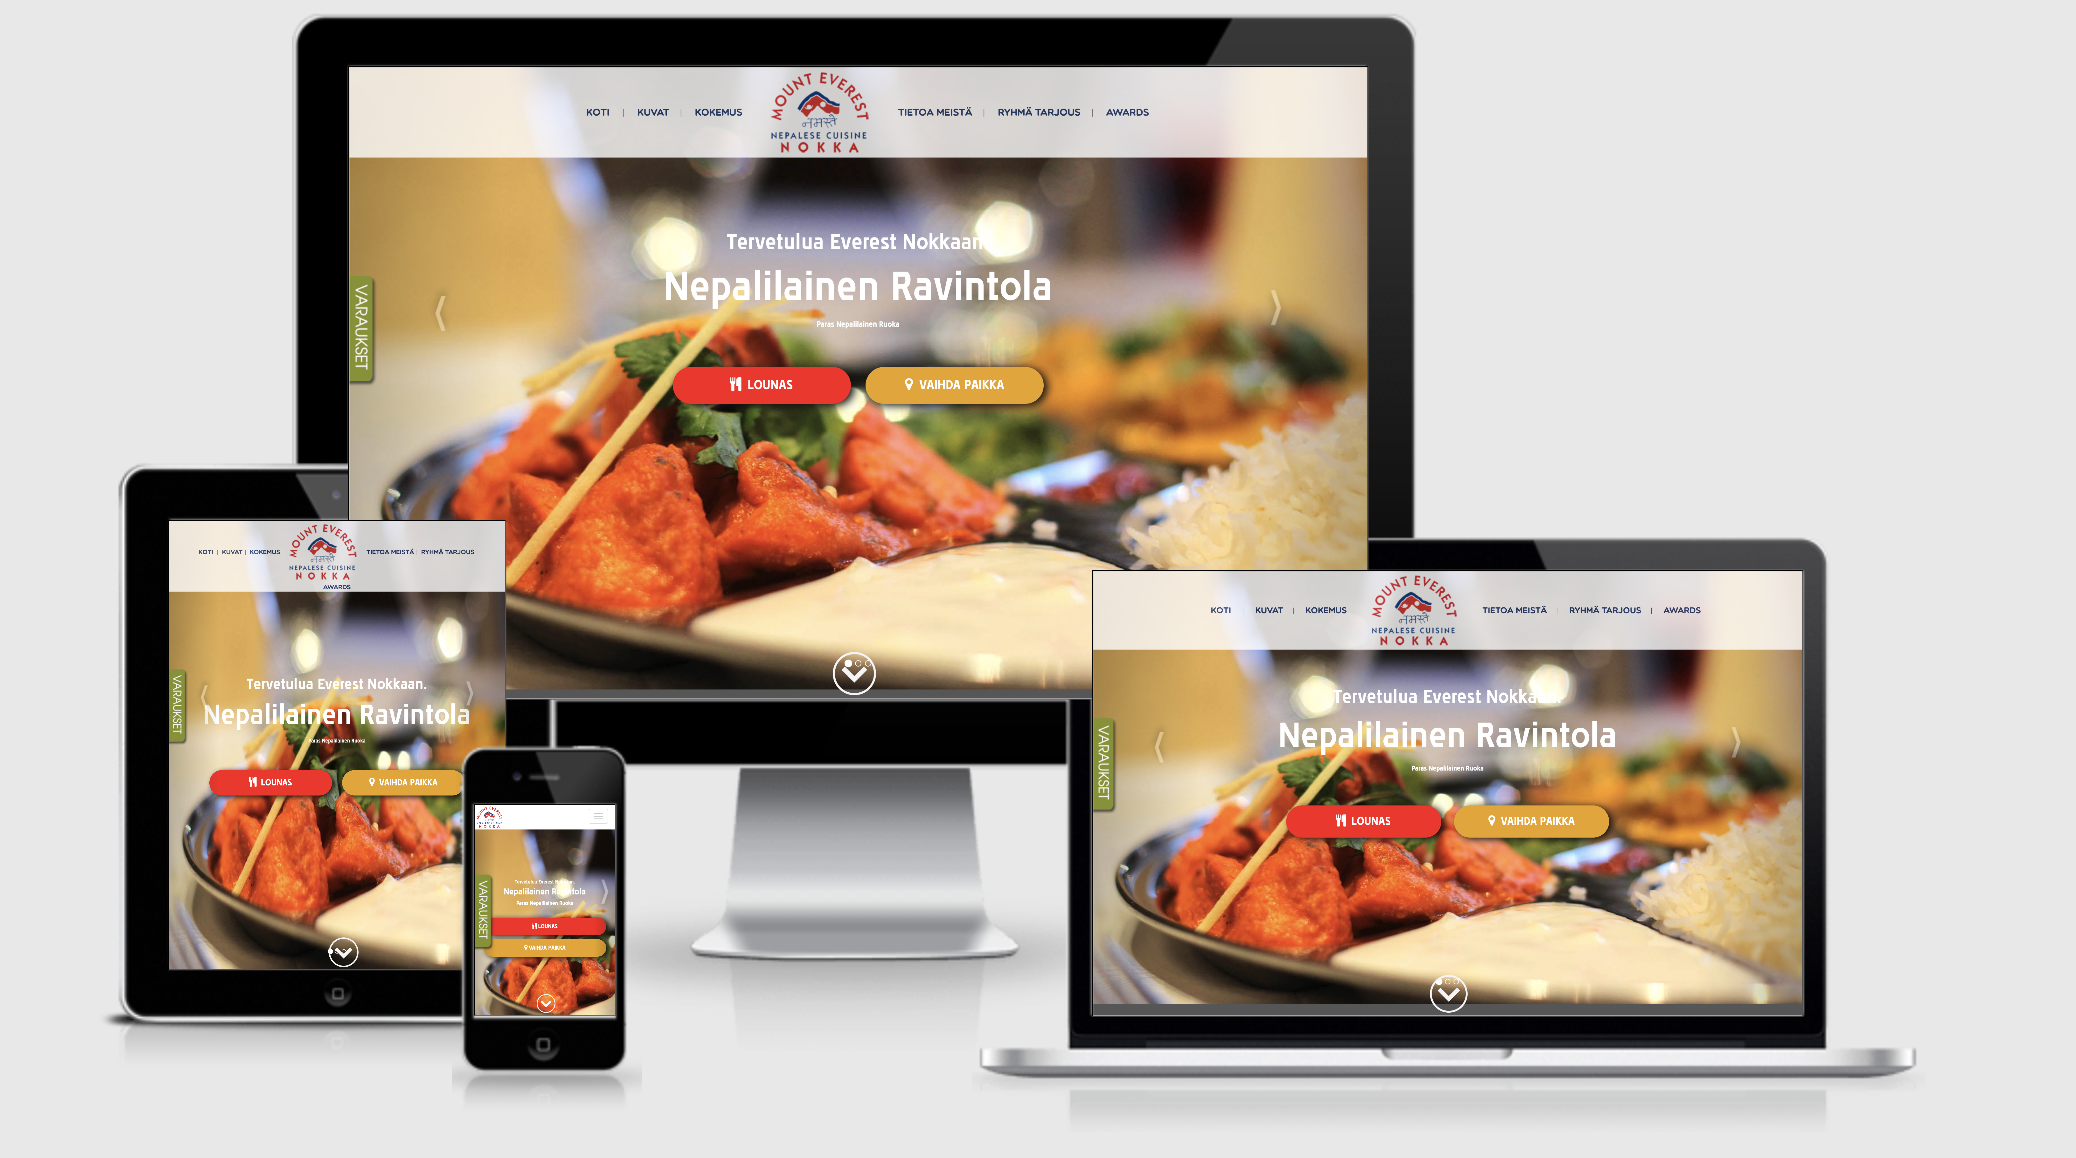 KOTI | KUVAT | KOKEMUS
MOUNT EVEREST
नमस्ते
NEPALESE CUISINE
NOKKA
TIETOA MEISTÄ | RYHMÄ TARJOUS | AWARDS
Tervetulua Everest Nokkaan
Nepalilainen Ravintola
Paras Nepalilainen Ruoka
VARAUKSET
LOUNAS
VAIHDA PAIKKA
KOTI | KUVAT | KOKEMUS
MOUNT EVEREST
नमस्ते
NEPALESE CUISINE
NOKKA
TIETOA MEISTÄ | RYHMÄ TARJOUS
AWARDS
Tervetulua Everest Nokkaan.
Nepalilainen Ravintola
Paras Nepalilainen Ruoka
VARAUKSET
LOUNAS
VAIHDA PAIKKA
NOKKA
Tervetulua Everest Nokkaan.
Nepalilainen Ravintola
Paras Nepalilainen Ruoka
VARAUKSET
LOUNAS
VAIHDA PAIKKA
KOTI | KUVAT | KOKEMUS
MOUNT EVEREST
नमस्ते
NEPALESE CUISINE
NOKKA
TIETOA MEISTÄ | RYHMÄ TARJOUS | AWARDS
Tervetulua Everest Nokkaan.
Nepalilainen Ravintola
Paras Nepalilainen Ruoka
VARAUKSET
LOUNAS
VAIHDA PAIKKA